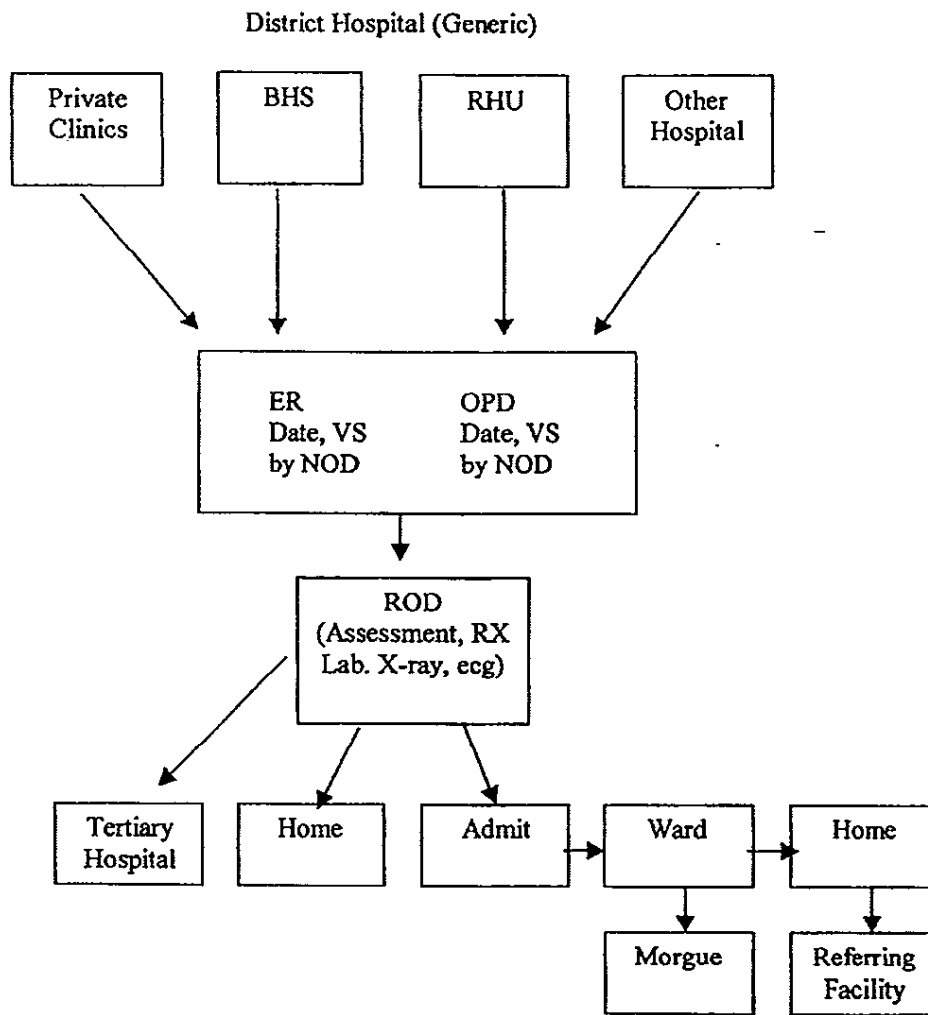 District Hospital (Generic)
Private
Clinics
BHS
RHU
Other
Hospital
ER
Date, VS
by NOD
OPD
Date, VS
by NOD
ROD
(Assessment, RX
Lab. X-ray, ecg)
Tertiary
Hospital
Home
Admit
Ward
Home
Morgue
Referring
Facility